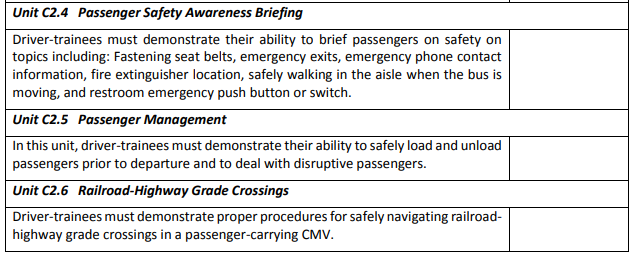 Unit C2.4 Passenger Safety Awareness Briefing
Driver-trainees must demonstrate their ability to brief passengers on safety on
topics including: Fastening seat belts, emergency exits, emergency phone contact
information, fire extinguisher location, safely walking in the aisle when the bus is
moving, and restroom emergency push button or switch.
Unit C2.5 Passenger Management
In this unit, driver-trainees must demonstrate their ability to safely load and unload
passengers prior to departure and to deal with disruptive passengers.
Unit C2.6 Railroad-Highway Grade Crossings
Driver-trainees must demonstrate proper procedures for safely navigating railroad-
highway grade crossings in a passenger-carrying CMV.